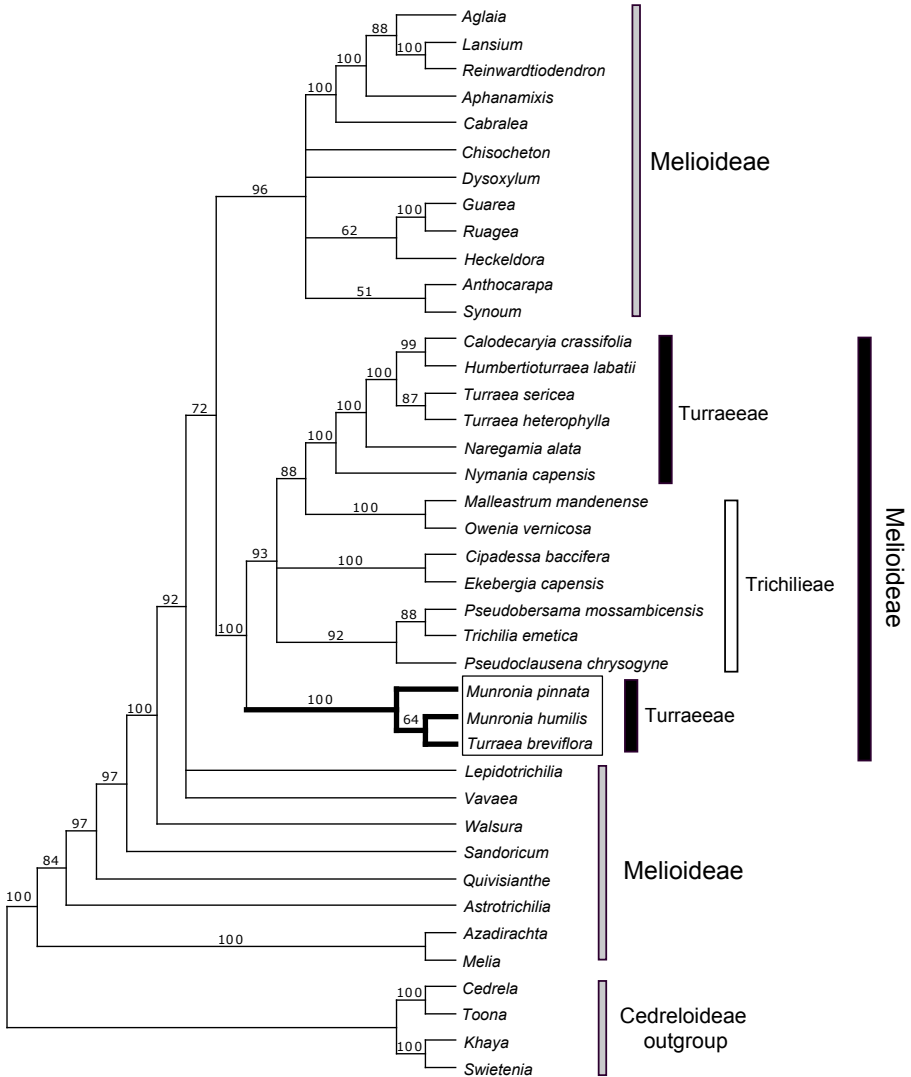 Aglaia
88
Lansium
100
Reinwardtiodendron
100
Aphanamixis
100
Cabralea
Chisocheton
Melioideae
Dysoxylum
96
Guarea
100
Ruagea
62
Heckeldora
Anthocarapa
51
Synoum
Calodecaryia crassifolia
99
Humbertioturraea labatii
100
Turraea sericea
87
Turraea heterophylla
Turraeeae
100
72
Naregamia alata
100
Nymania capensis
88
Malleastrum mandenense
100
Owenia vernicosa
Melioideae
Cipadessa baccifera
93
100
Ekebergia capensis
Trichilieae
92
Pseudobersama mossambicensis
88
Trichilia emetica
100
92
Pseudoclausena chrysogyne
Munronia pinnata
100
Munronia humilis
64
Turraeeae
Turraea breviflora
Lepidotrichilia
97
Vavaea
Walsura
97
Sandoricum
84
Melioideae
Quivisianthe
100
Astrotrichilia
Azadirachta
100
Melia
Cedrela
100
Toona
Cedreloideae
outgroup
Khaya
100
Swietenia